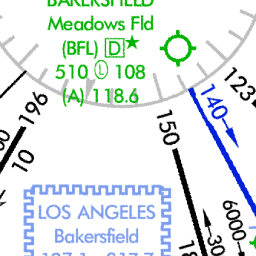 BAKERSFIELD
Meadows Fld
(BFL) D★
510 Ⓛ 108
(A) 118.6
123
140
196
150
10
LOS ANGELES
Bakersfield
6000
30